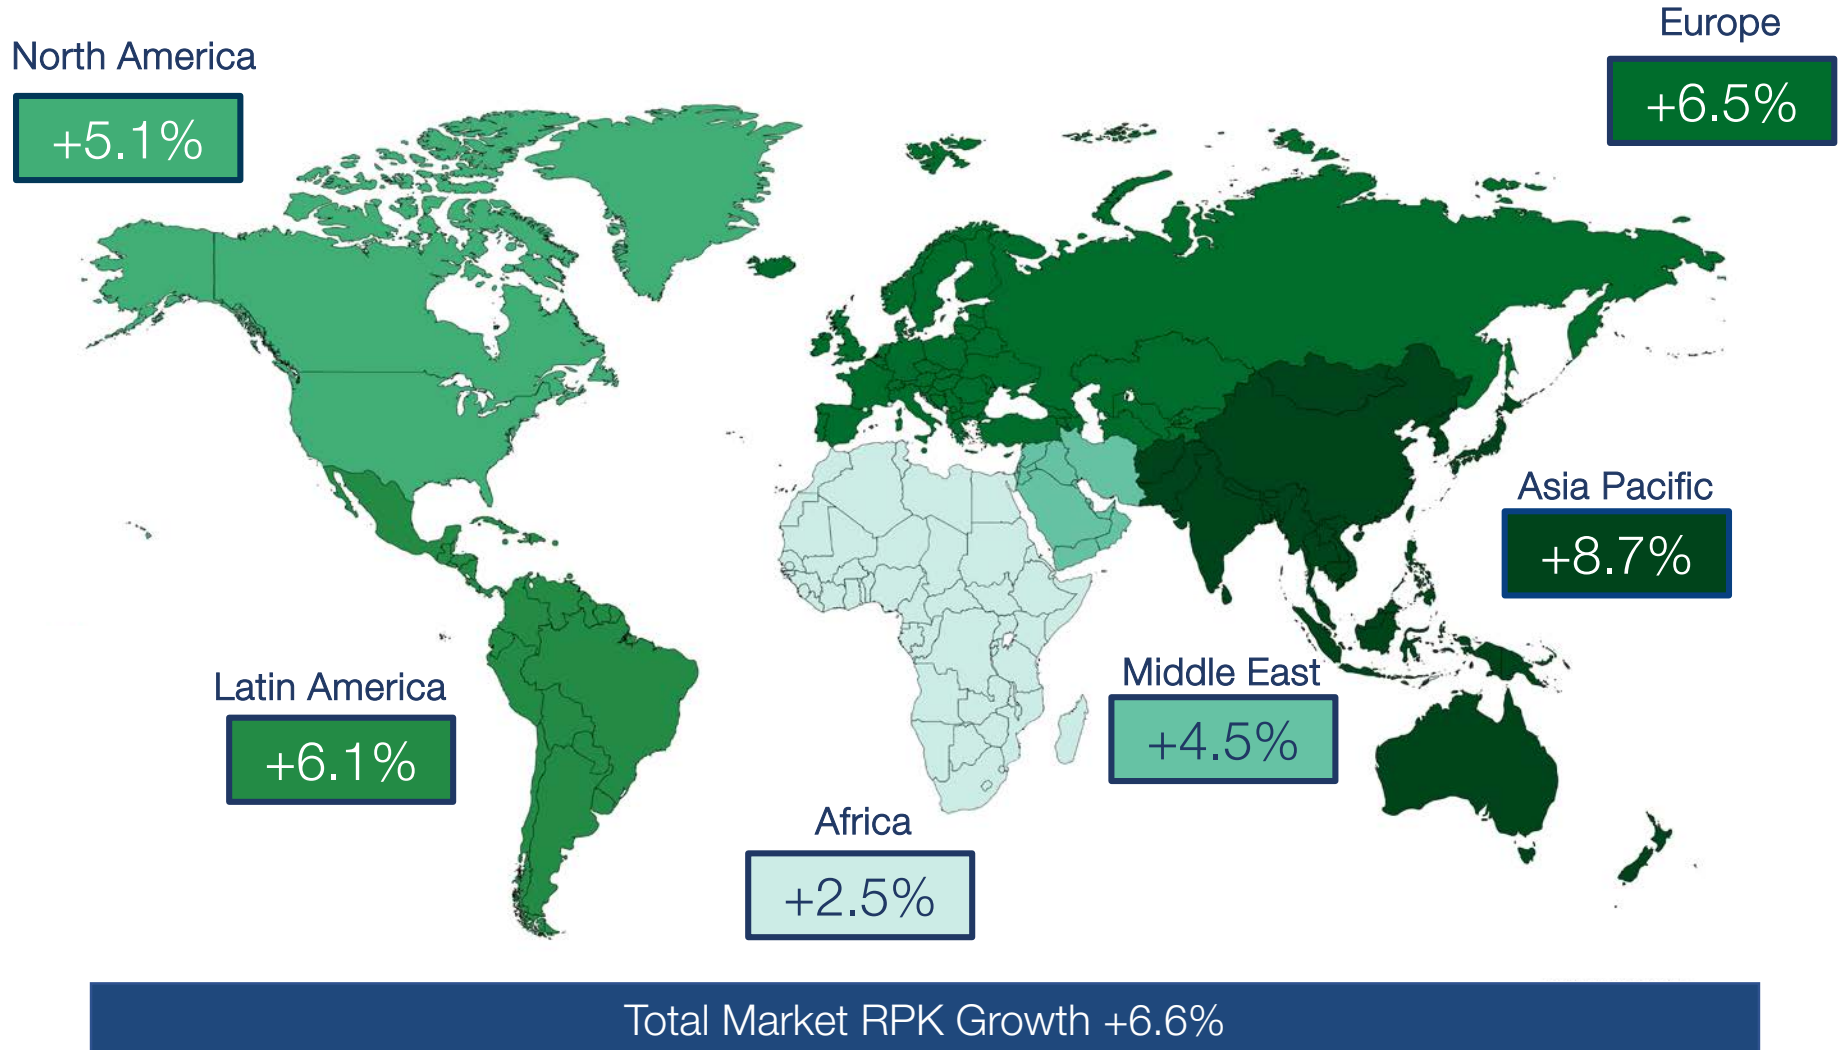 Europe
+6.5%
North America
+5.1%
Asia Pacific
+8.7%
Latin America
+6.1%
Middle East
+4.5%
Africa
+2.5%
Total Market RPK Growth +6.6%